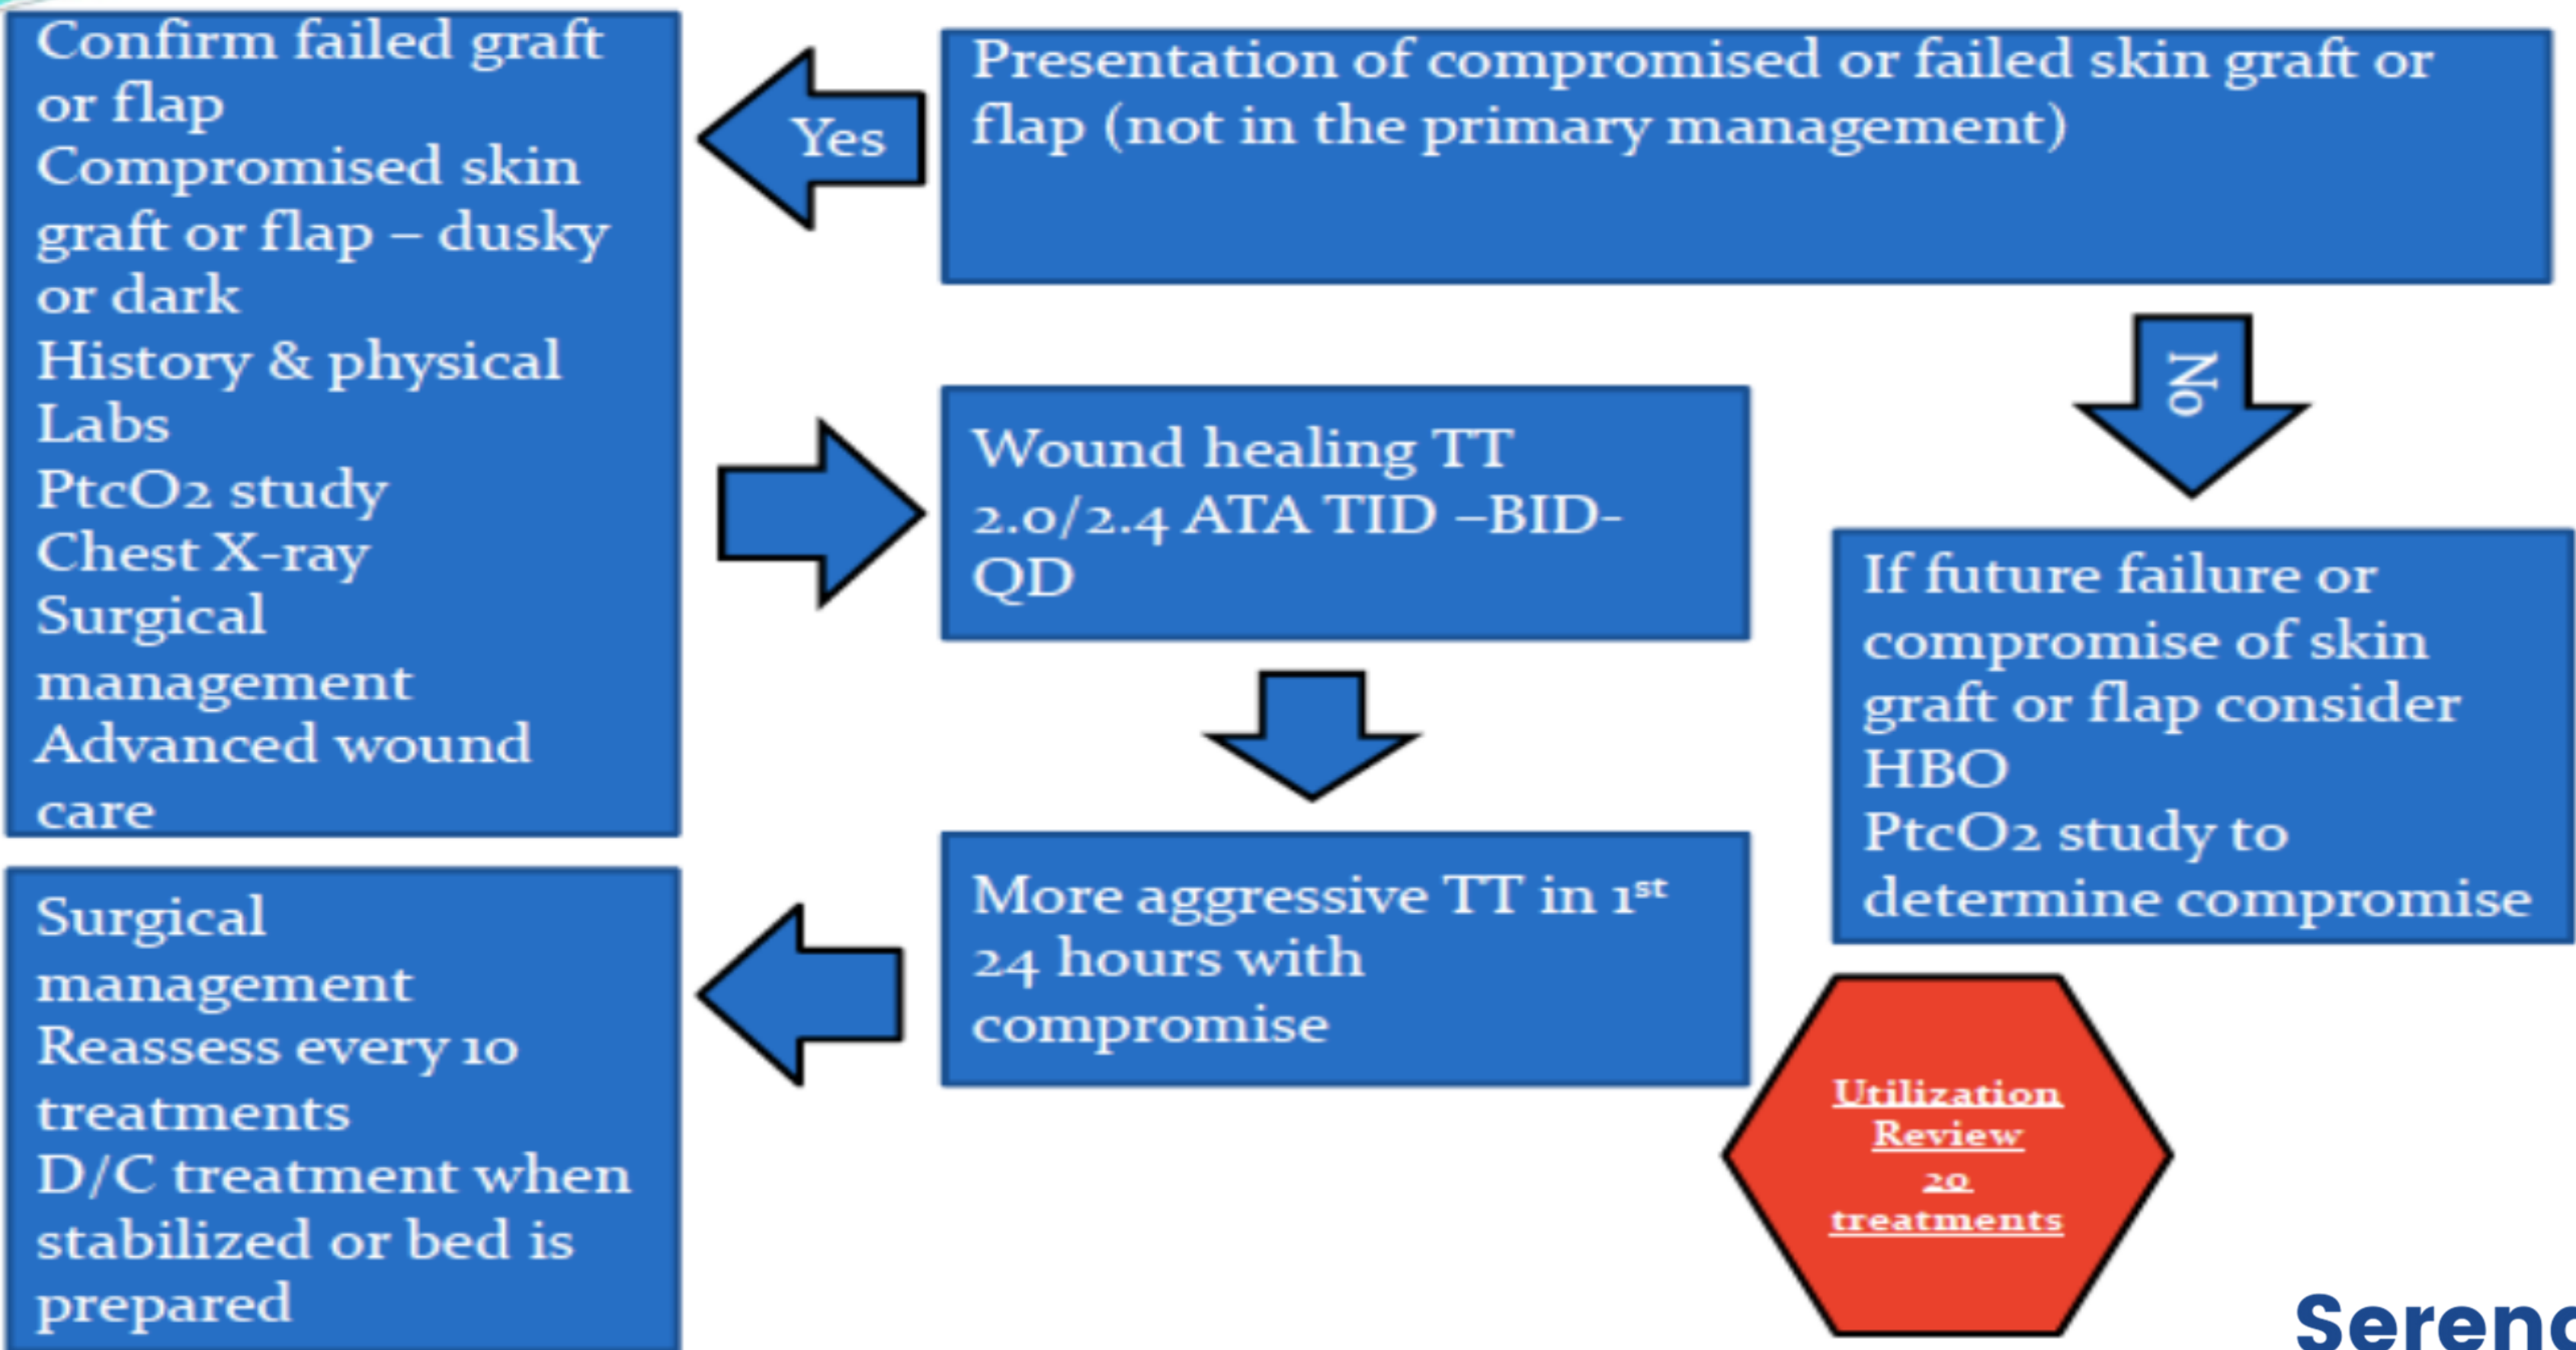 Presentation of compromised or failed skin graft or
flap (not in the primary management)
Yes
Confirm failed graft
or flap
Compromised skin
graft or flap – dusky
or dark
History & physical
Labs
PtcO2 study
Chest X-ray
Surgical
management
Advanced wound
care
Wound healing TT
2.0/2.4 ATA TID –BID-
QD
More aggressive TT in 1st
24 hours with
compromise
Surgical
management
Reassess every 10
treatments
D/C treatment when
stabilized or bed is
prepared
No
If future failure or
compromise of skin
graft or flap consider
HBO
PtcO2 study to
determine compromise
Utilization
Review
20
treatments